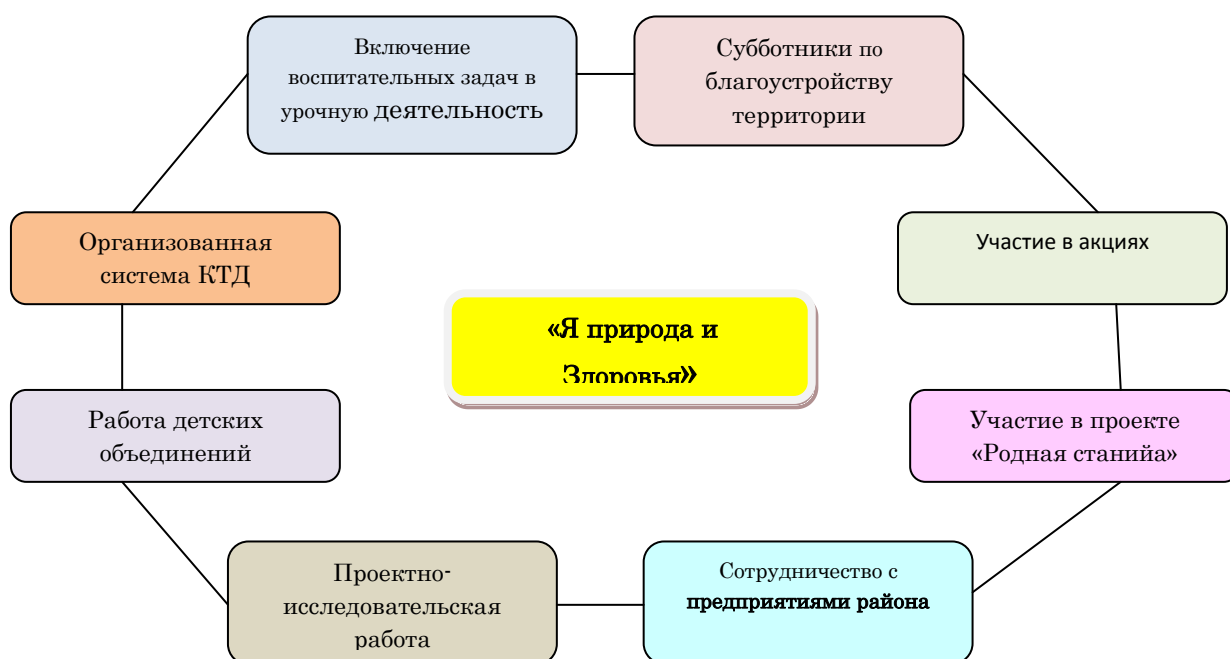 Включение
воспитательных задач в
урочную деятельность
Субботники по
благоустройству
территории
Организованная
система КТД
Участие в акциях
«Я природа и
Здоровья»
Работа детских
объединений
Участие в проекте
«Родная станийа»
Проектно-
исследовательская
работа
Сотрудничество с
предприятиями района